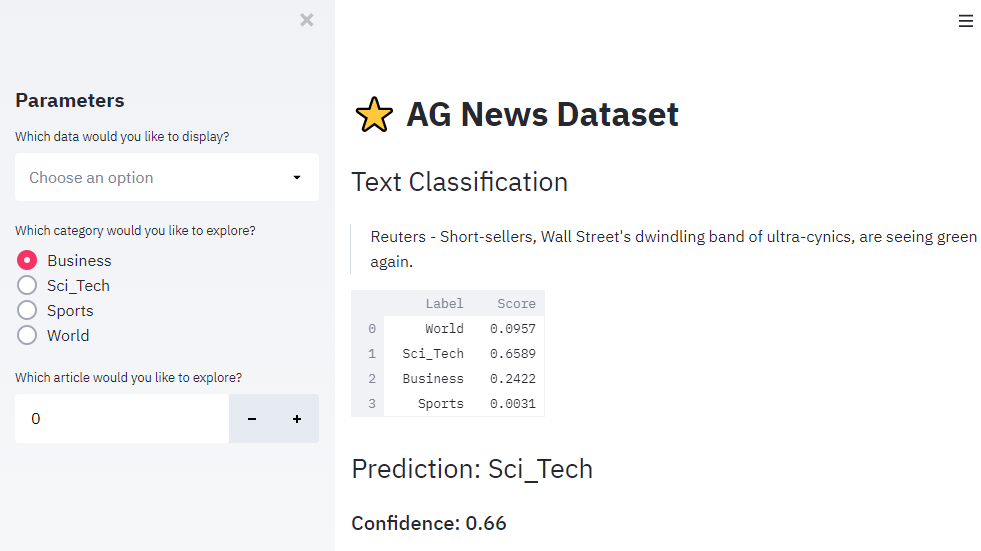 Parameters
Which data would you like to display?
Choose an option
Which category would you like to explore?
Business
Sci_Tech
Sports
World
Which article would you like to explore?
0
AG News Dataset
Text Classification
Reuters - Short-sellers, Wall Street's dwindling band of ultra-cynics, are seeing green
again.
Label Score
0 World 0.0957
1 Sci_Tech 0.6589
2 Business 0.2422
3 Sports 0.0031
Prediction: Sci_Tech
Confidence: 0.66